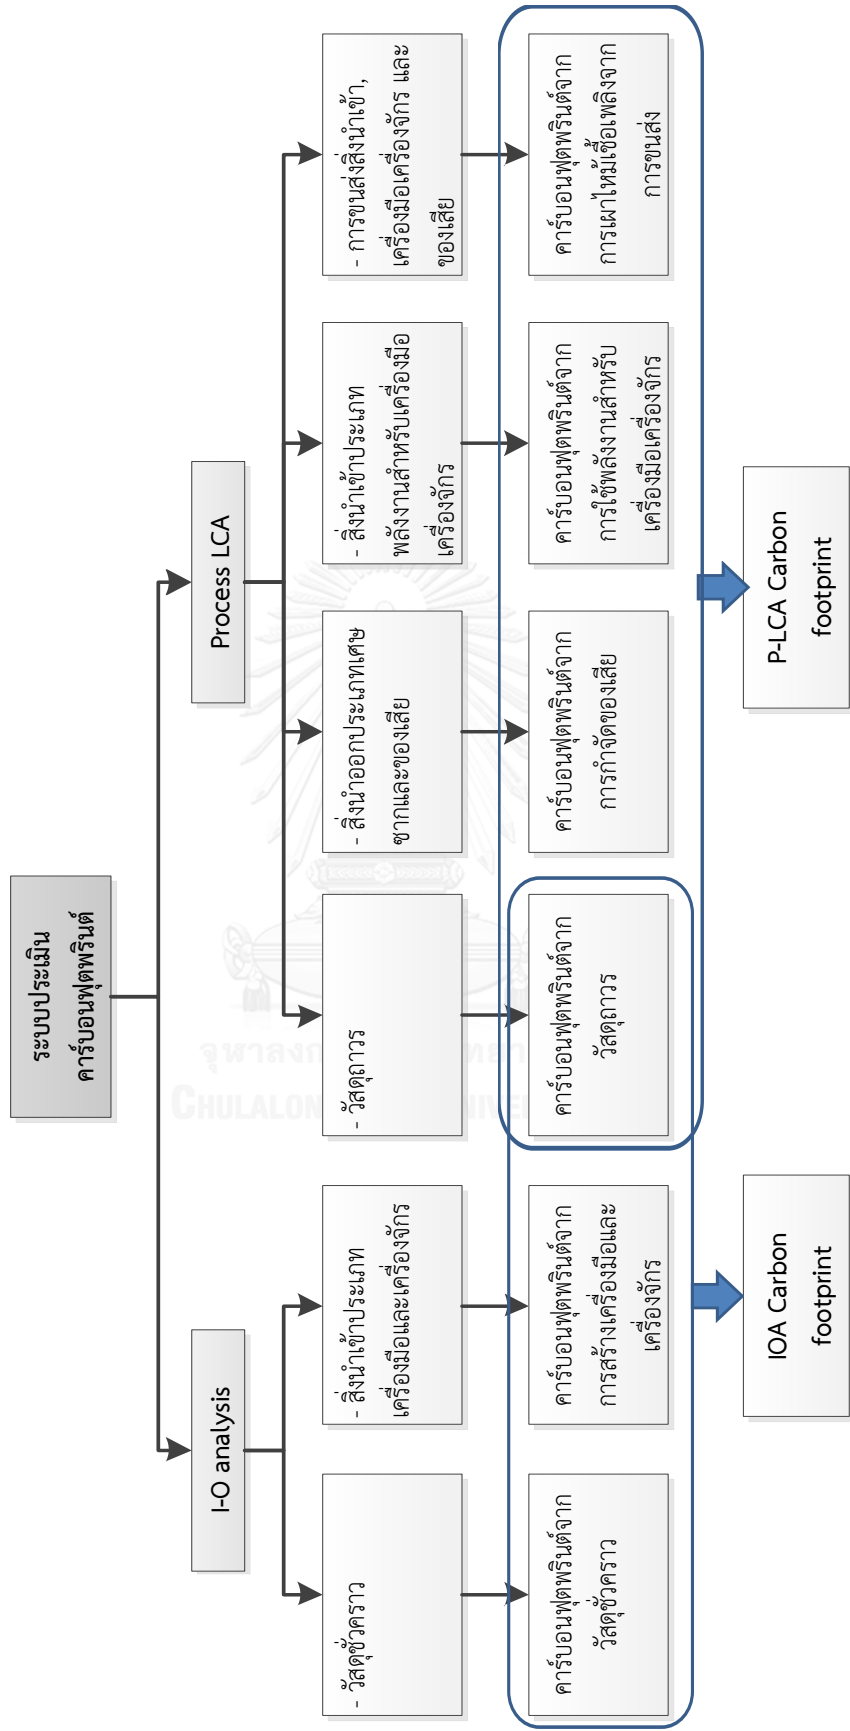 ระบบประเมิน
คาร์บอนฟุตพรินต์
I-O analysis
Process LCA
- วัสดุชั่วคราว
- สิ่งนำเข้าประเภท
เครื่องมือและเครื่องจักร
- วัสดุถาวร
- สิ่งนำออกประเภทเศษ
ซากและของเสีย
- สิ่งนำเข้าประเภท
พลังงานสำหรับเครื่องมือ
เครื่องจักร
- การขนส่งสิ่งนำเข้า,
เครื่องมือเครื่องจักร และ
ของเสีย
คาร์บอนฟุตพรินต์จาก
วัสดุชั่วคราว
คาร์บอนฟุตพรินต์จาก
การสร้างเครื่องมือและ
เครื่องจักร
คาร์บอนฟุตพรินต์จาก
วัสดุถาวร
คาร์บอนฟุตพรินต์จาก
การกำจัดของเสีย
คาร์บอนฟุตพรินต์จาก
การใช้พลังงานสำหรับ
เครื่องมือเครื่องจักร
คาร์บอนฟุตพรินต์จาก
การเผาไหม้เชื้อเพลิงจาก
การขนส่ง
IOA Carbon
footprint
P-LCA Carbon
footprint